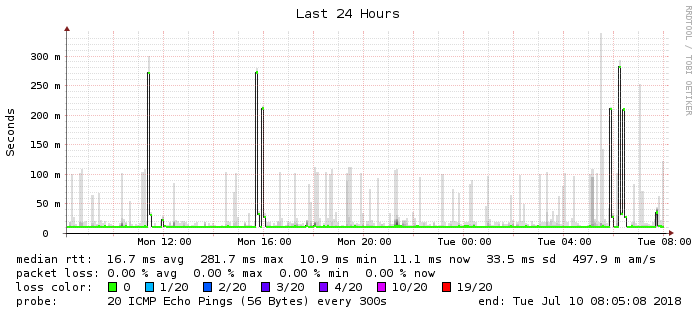 Last 24 Hours
RRDTOOL / TOBI OETIKER
Seconds
300 m
250 m
200 m
150 m
100 m
50 m
0
Mon 12:00 Mon 16:00 Mon 20:00 Tue 00:00 Tue 04:00 Tue 08:00
median rtt: 16.7 ms avg 281.7 ms max 10.9 ms min 11.1 ms now 33.5 ms sd 497.9 m am/s
packet loss: 0.00 % avg 0.00 % max 0.00 % min 0.00 % now
loss color: 0 1/20 2/20 3/20 4/20 10/20 19/20
probe: 20 ICMP Echo Pings (56 Bytes) every 300s end: Tue Jul 10 08:05:08 2018